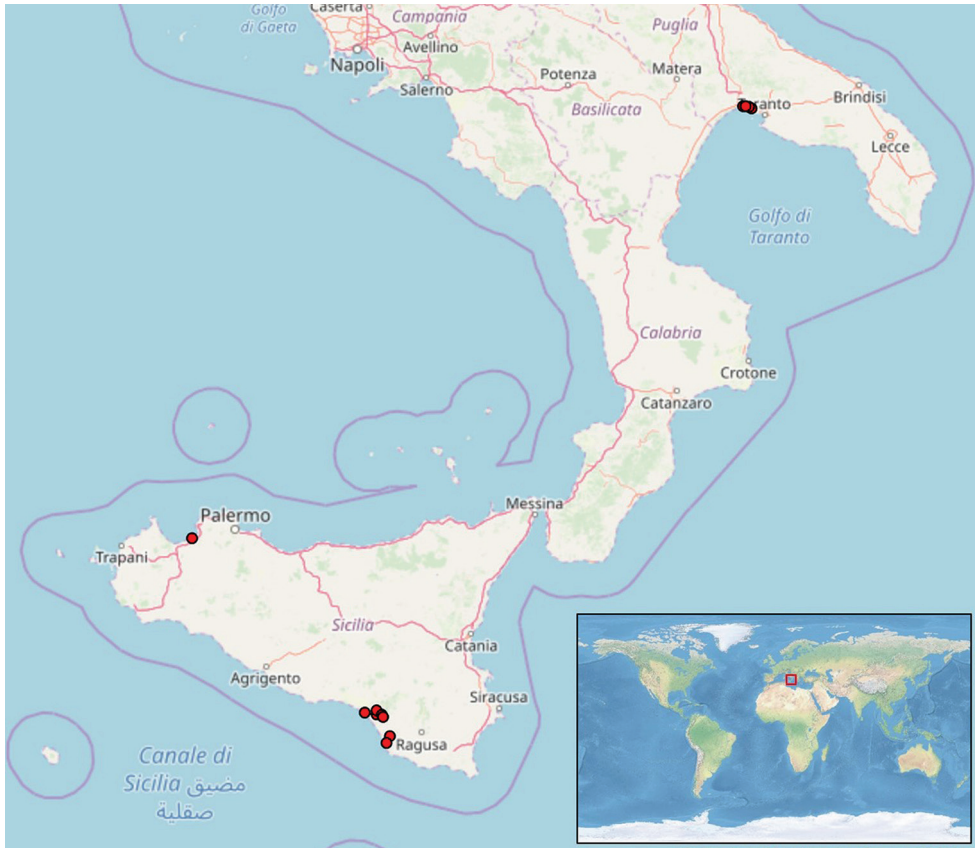 Golfo
di Gaeta
Caserta
Campania
Avellino
Napoli
Salerno
Potenza
Matera
Puglia
Basilicata
Taranto
Brindisi
Lecce
Golfo di
Taranto
Calabria
Crotone
Catanzaro
Messina
Palermo
Trapani
Sicilia
Catania
Agrigento
Siracusa
Ragusa
Canale di
Sicilia مضيق
صقلية